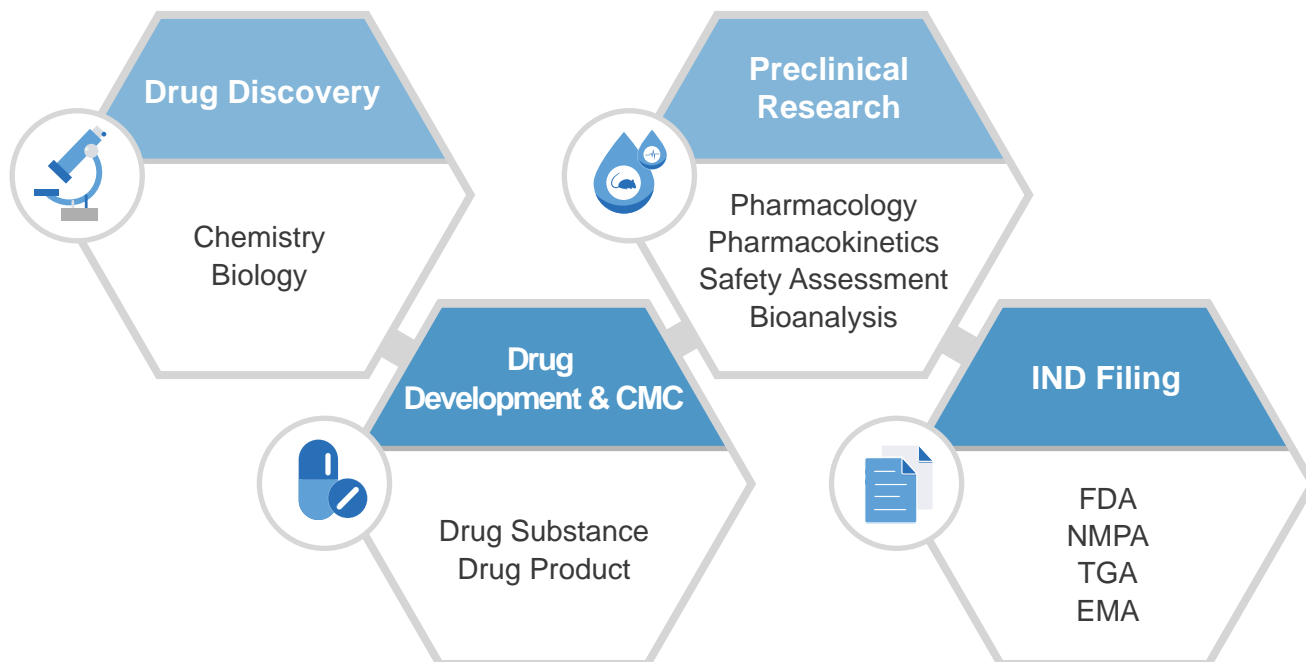 Drug Discovery
Chemistry
Biology
Drug
Development & CMC
Drug Substance
Drug Product
Preclinical
Research
Pharmacology
Pharmacokinetics
Safety Assessment
Bioanalysis
IND Filing
FDA
NMPA
TGA
EMA